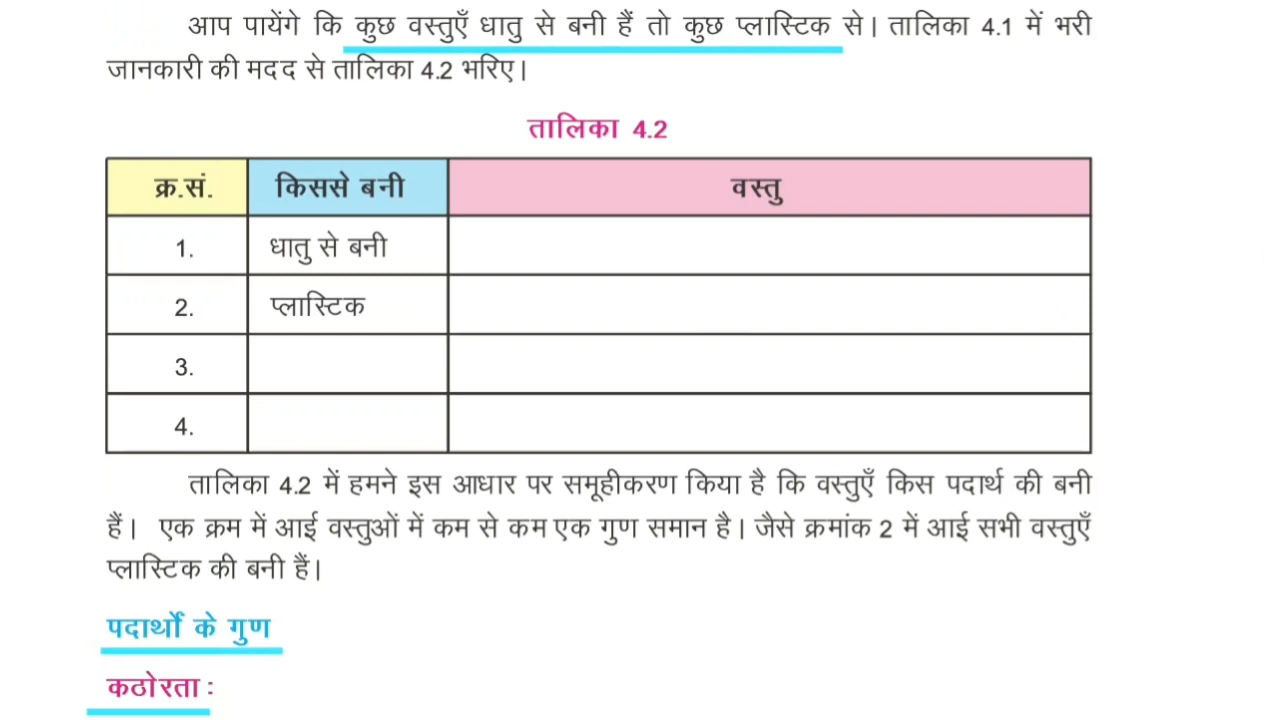 आप पायेंगे कि कुछ वस्तुएँ धातु से बनी हैं तो कुछ प्लास्टिक से। तालिका 4.1 में भरी
जानकारी की मदद से तालिका 4.2 भरिए।
तालिका 4.2
क्र.सं. किससे बनी वस्तु
1. धातु से बनी
2. प्लास्टिक
3.
4.
तालिका 4.2 में हमने इस आधार पर समूहीकरण किया है कि वस्तुएँ किस पदार्थ की बनी
हैं। एक क्रम में आई वस्तुओं में कम से कम एक गुण समान है। जैसे क्रमांक 2 में आई सभी वस्तुएँ
प्लास्टिक की बनी हैं।
पदार्थों के गुण
कठोरता :